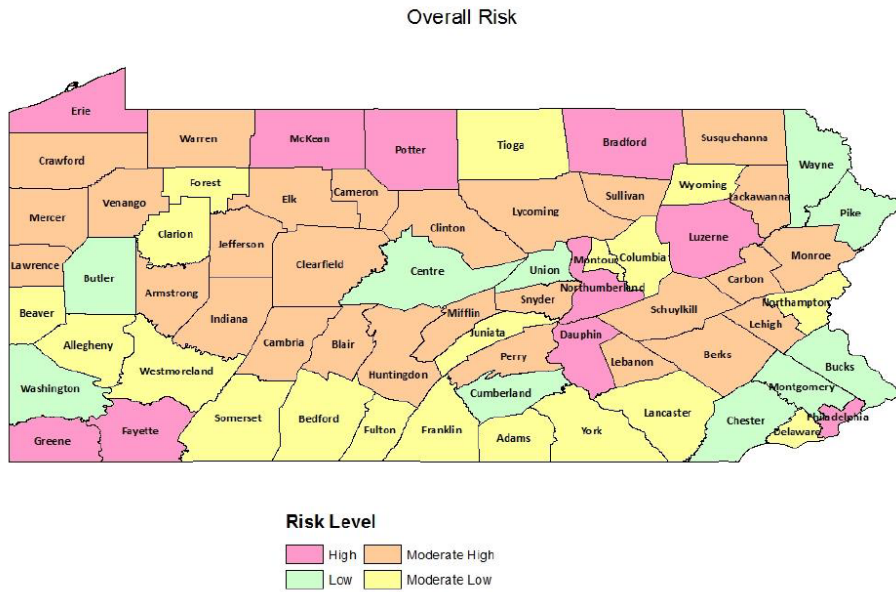 Overall Risk
Erie
Warren
McKean
Potter
Tioga
Bradford
Susquehanna
Wayne
Crawford
Forest
Elk
Cameron
Sullivan
Wyoming
Lackawanna
Pike
Mercer
Venango
Clarion
Jefferson
Clinton
Lycoming
Luzerne
Monroe
Lawrence
Butler
Armstrong
Clearfield
Centre
Union
Montour
Columbia
Carbon
Beaver
Indiana
Snyder
Northumberland
Schuylkill
Northampton
Allegheny
Cambria
Blair
Mifflin
Juniata
Dauphin
Lehigh
Washington
Westmoreland
Huntingdon
Perry
Lebanon
Berks
Bucks
Cumberland
Montgomery
Greene
Fayette
Somerset
Bedford
Fulton
Franklin
Adams
York
Lancaster
Chester
Delaware
Philadelphia
Risk Level
High
Moderate High
Low
Moderate Low